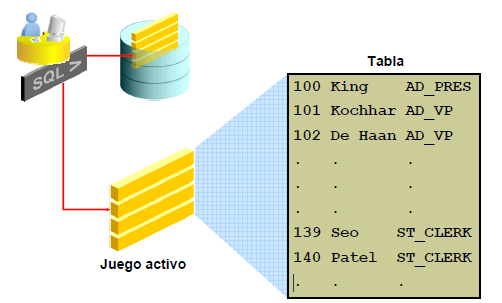 SQL >
Tabla
100 King AD_PRES
101 Kochhar AD_VP
102 De Haan AD_VP
. . .
. . .
. . .
139 Seo ST_CLERK
140 Patel ST_CLERK
. . .
Juego activo